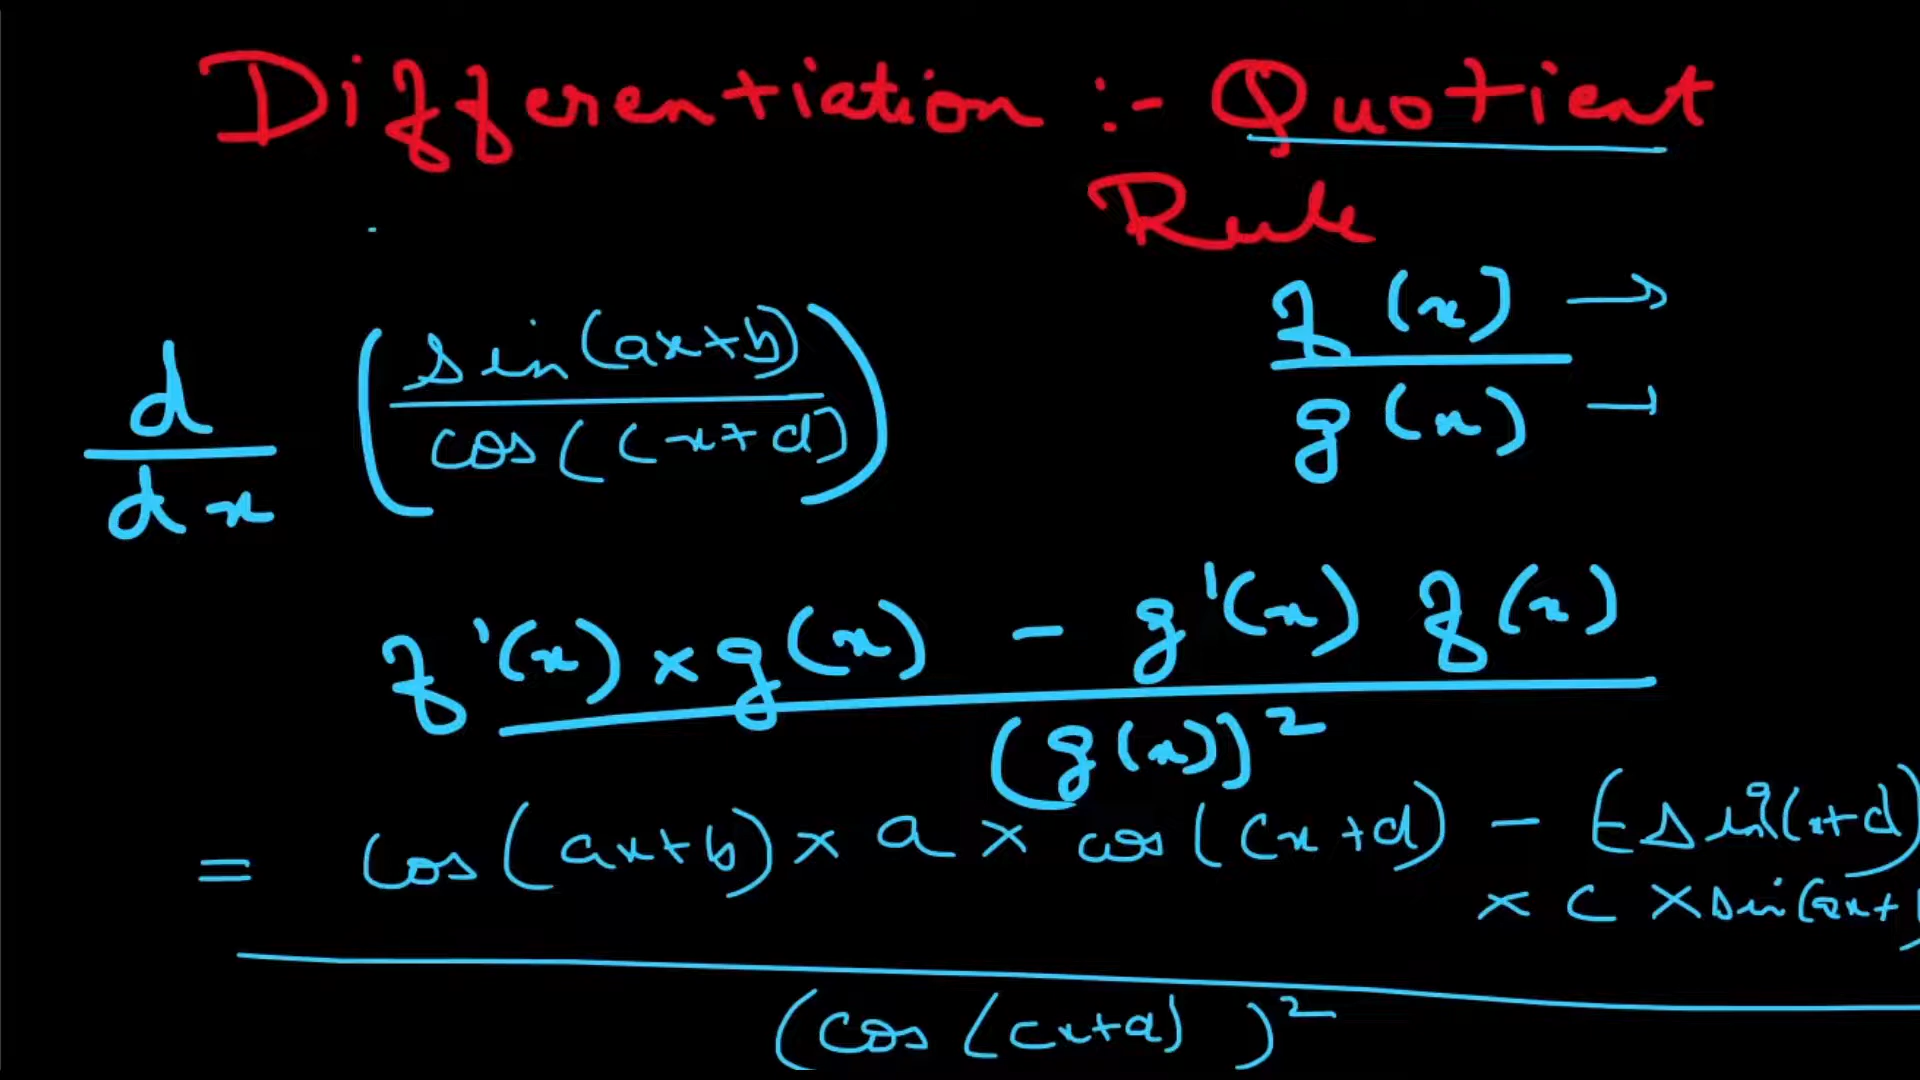 Differentiation :- Quotient
Rule
d/dx (sin(ax+b)/cos(cx+d))
f(x) →
g(x) →
f'(x) × g(x) - g'(x) f(x)
(g(x))²
= cos(ax+b) × a × cos(cx+d) - (-sin(cx+d)
× c × sin(ax+
(cos(cx+d))²